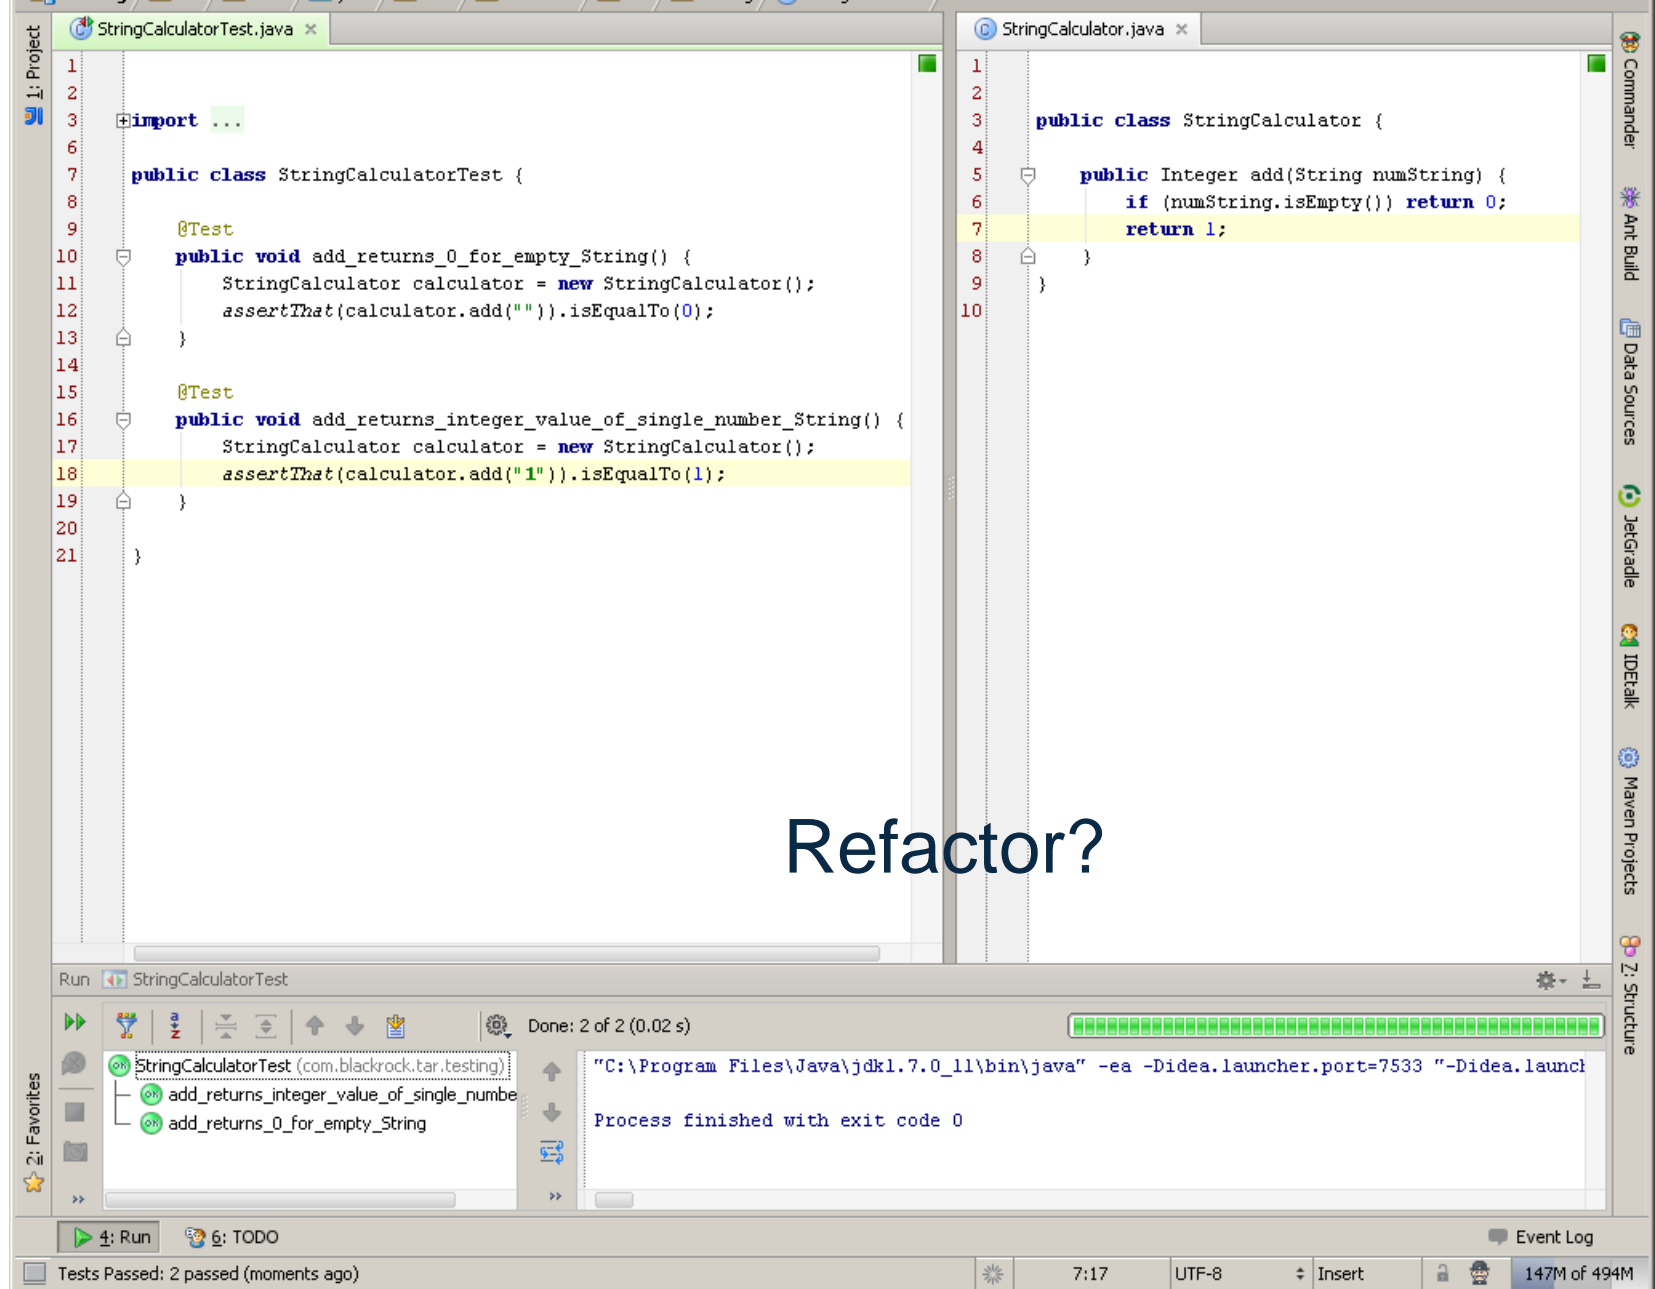 StringCalculatorTest.java
StringCalculator.java
1: Project
1
2
3 import ...
6
7 public class StringCalculatorTest {
8
9 @Test
10 public void add_returns_0_for_empty_String() {
11 StringCalculator calculator = new StringCalculator();
12 assertThat(calculator.add("")).isEqualTo(0);
13 }
14
15 @Test
16 public void add_returns_integer_value_of_single_number_String() {
17 StringCalculator calculator = new StringCalculator();
18 assertThat(calculator.add("1")).isEqualTo(1);
19 }
20
21 }
1
2
3 public class StringCalculator {
4
5 public Integer add(String numString) {
6 if (numString.isEmpty()) return 0;
7 return 1;
8 }
9 }
10
Commander
Ant Build
Data Sources
JetGradle
IDEtalk
Maven Projects
7: Structure
Refactor?
Run StringCalculatorTest
Done: 2 of 2 (0.02 s)
StringCalculatorTest (com.blackrock.tar.testing)
add_returns_integer_value_of_single_numbe
add_returns_0_for_empty_String
"C:\Program Files\Java\jdk1.7.0_11\bin\java" -ea -Didea.launcher.port=7533 "-Didea.launch
Process finished with exit code 0
2: Favorites
4: Run
6: TODO
Event Log
Tests Passed: 2 passed (moments ago)
7:17
UTF-8
Insert
147M of 494M